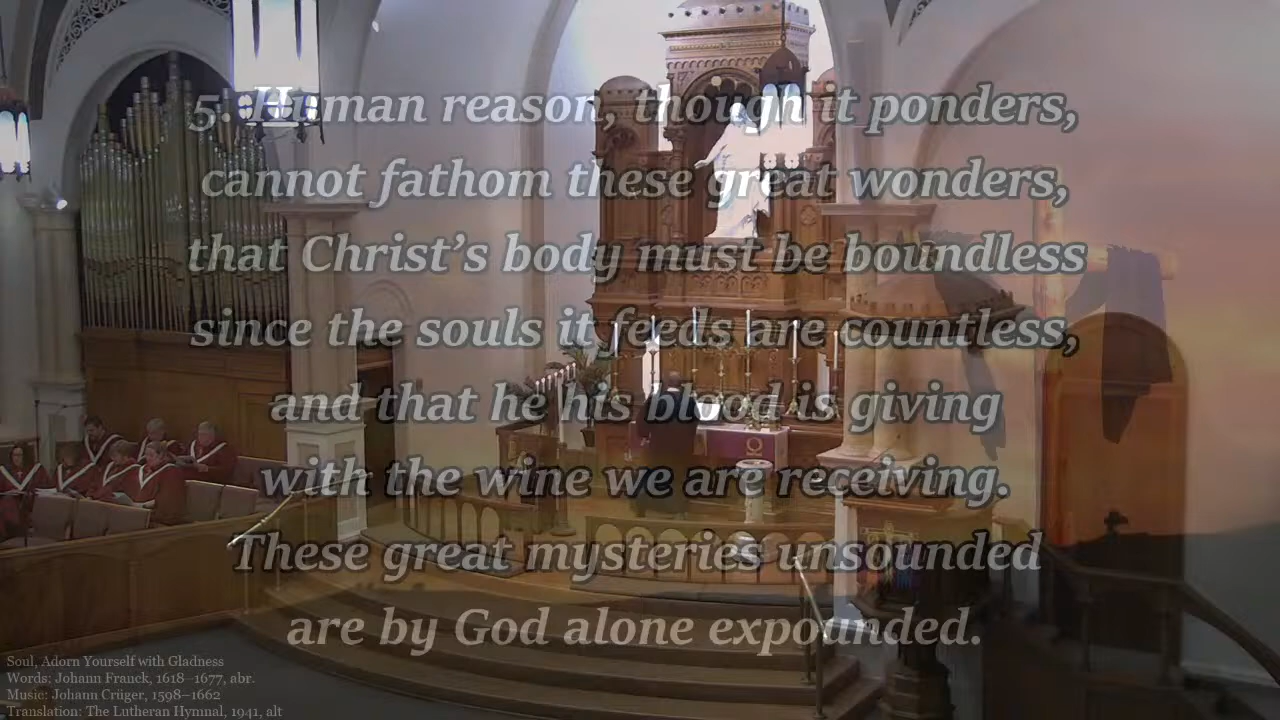 5. Human reason, though it ponders,
cannot fathom these great wonders,
that Christ’s body must be boundless
since the souls it feeds are countless,
and that he his blood is giving
with the wine we are receiving.
These great mysteries unsounded
are by God alone expounded.
Soul, Adorn Yourself with Gladness
Words: Johann Franck, 1618–1677, abr.
Music: Johann Crüger, 1598–1662
Translation: The Lutheran Hymnal, 1941, alt